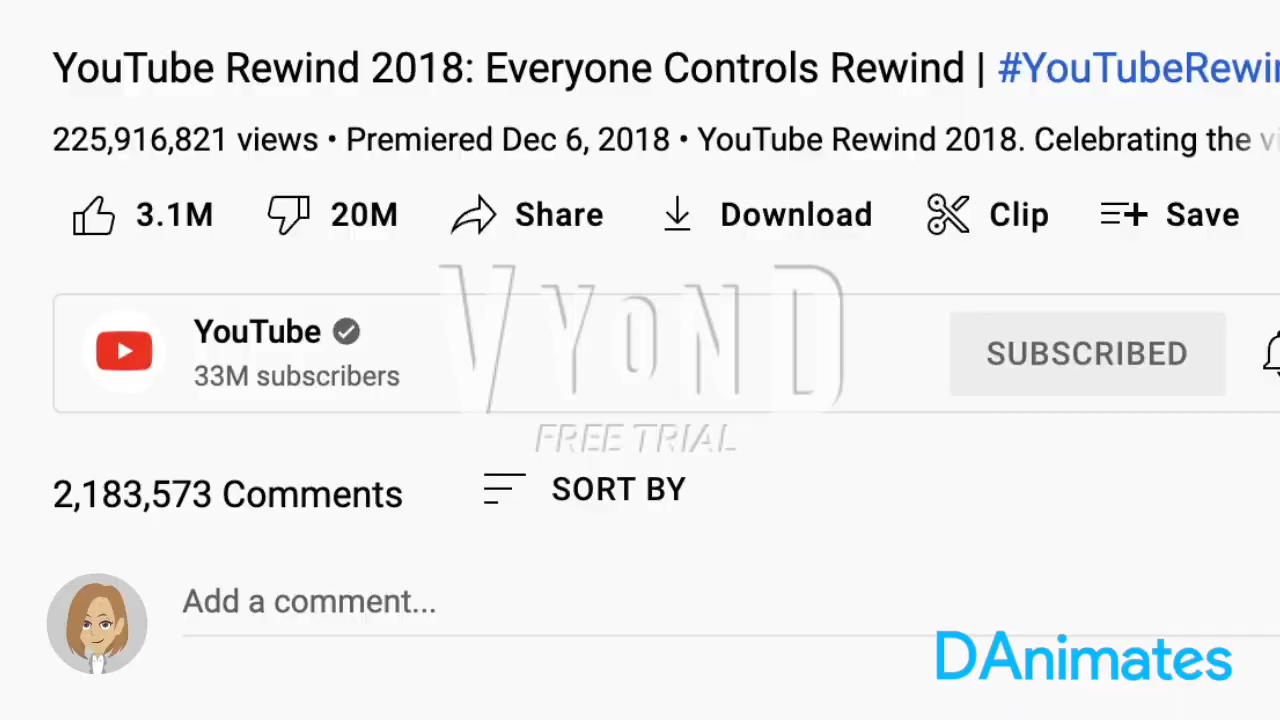 YouTube Rewind 2018: Everyone Controls Rewind | #YouTubeRewin
225,916,821 views • Premiered Dec 6, 2018 • YouTube Rewind 2018. Celebrating the vi
3.1M 20M Share Download Clip Save
VYOND
FREE TRIAL
YouTube
33M subscribers
SUBSCRIBED
2,183,573 Comments SORT BY
Add a comment...
DAnimates